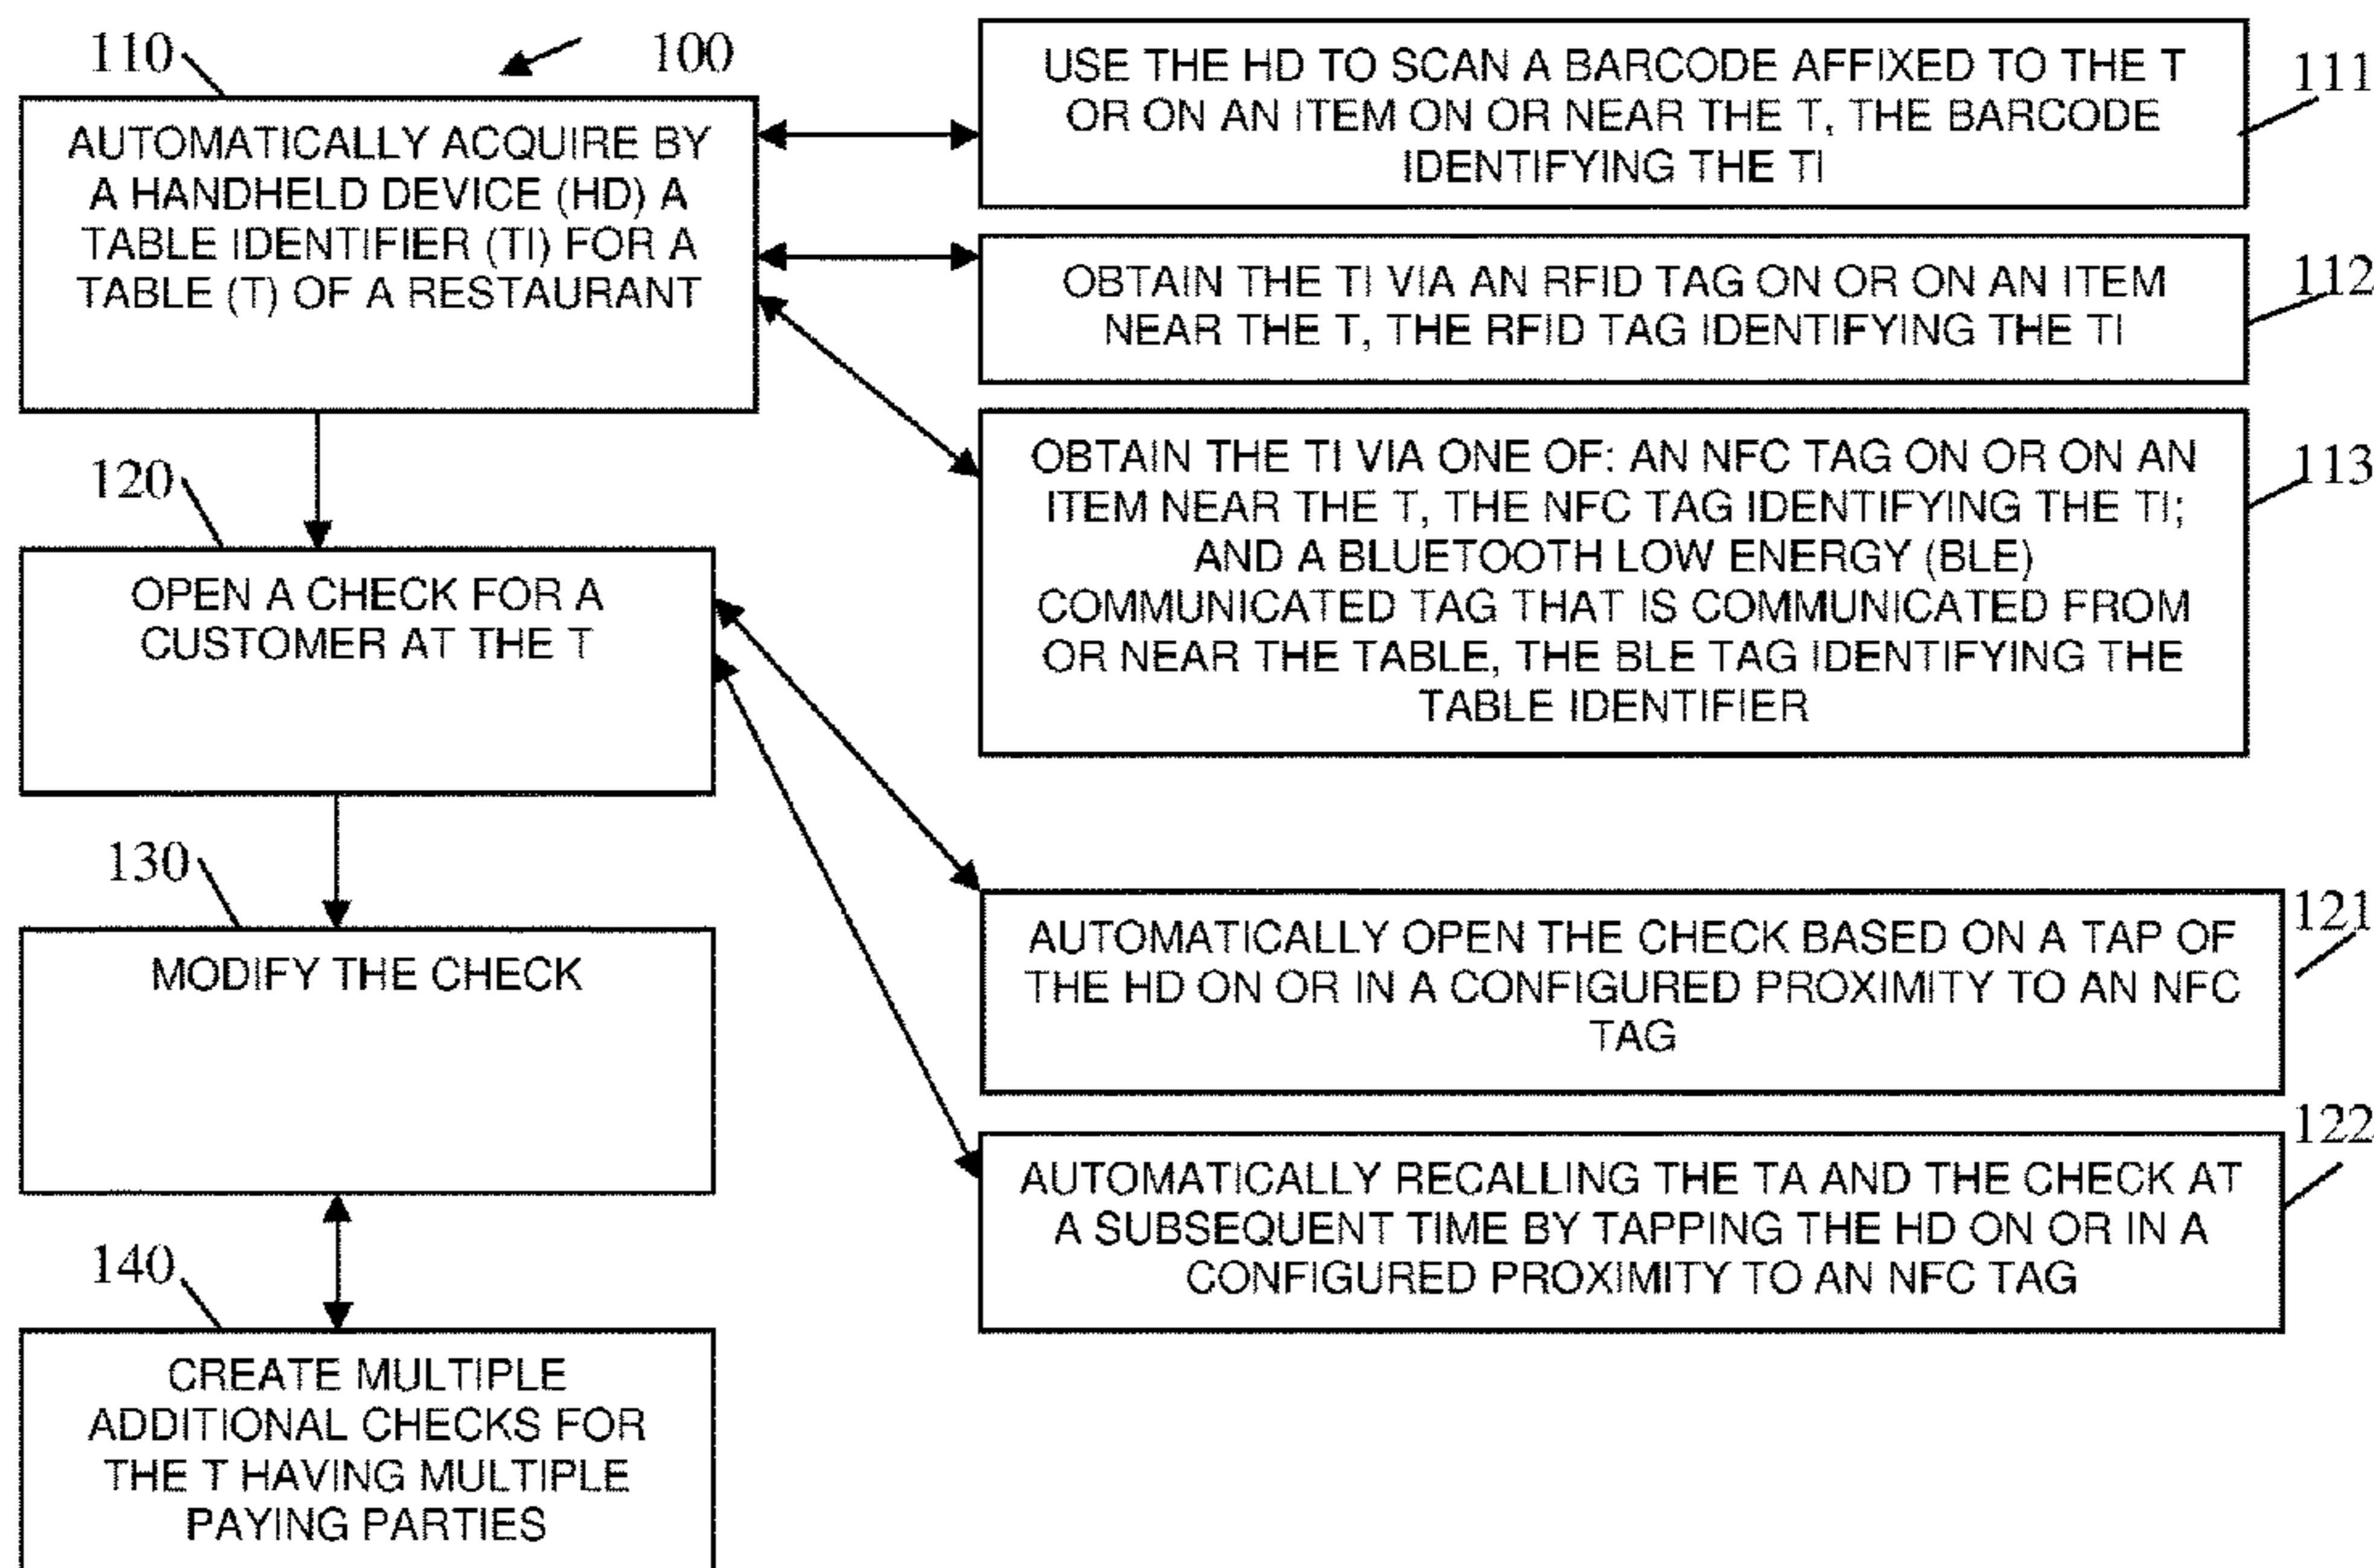 110
100
AUTOMATICALLY ACQUIRE BY
A HANDHELD DEVICE (HD) A
TABLE IDENTIFIER (TI) FOR A
TABLE (T) OF A RESTAURANT
USE THE HD TO SCAN A BARCODE AFFIXED TO THE T
OR ON AN ITEM ON OR NEAR THE T, THE BARCODE
IDENTIFYING THE TI
111
OBTAIN THE TI VIA AN RFID TAG ON OR ON AN ITEM
NEAR THE T, THE RFID TAG IDENTIFYING THE TI
112
OBTAIN THE TI VIA ONE OF: AN NFC TAG ON OR ON AN
ITEM NEAR THE T, THE NFC TAG IDENTIFYING THE TI;
AND A BLUETOOTH LOW ENERGY (BLE)
COMMUNICATED TAG THAT IS COMMUNICATED FROM
OR NEAR THE TABLE, THE BLE TAG IDENTIFYING THE
TABLE IDENTIFIER
113
120
OPEN A CHECK FOR A
CUSTOMER AT THE T
121
AUTOMATICALLY OPEN THE CHECK BASED ON A TAP OF
THE HD ON OR IN A CONFIGURED PROXIMITY TO AN NFC
TAG
122
AUTOMATICALLY RECALLING THE TA AND THE CHECK AT
A SUBSEQUENT TIME BY TAPPING THE HD ON OR IN A
CONFIGURED PROXIMITY TO AN NFC TAG
130
MODIFY THE CHECK
140
CREATE MULTIPLE
ADDITIONAL CHECKS FOR
THE T HAVING MULTIPLE
PAYING PARTIES